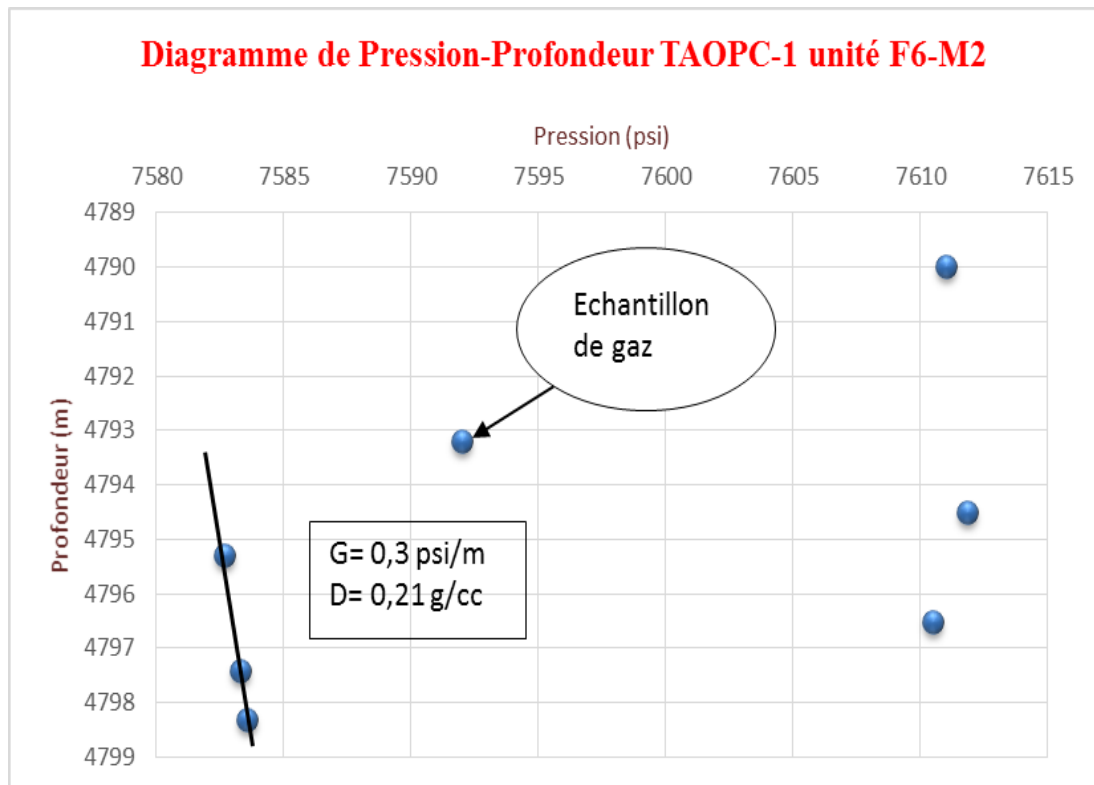 Diagramme de Pression-Profondeur TAOPC-1 unité F6-M2
Pression (psi)
7580 7585 7590 7595 7600 7605 7610 7615
Profondeur (m)
4789
4790
4791
4792
4793
4794
4795
4796
4797
4798
4799
Echantillon
de gaz
G= 0,3 psi/m
D= 0,21 g/cc